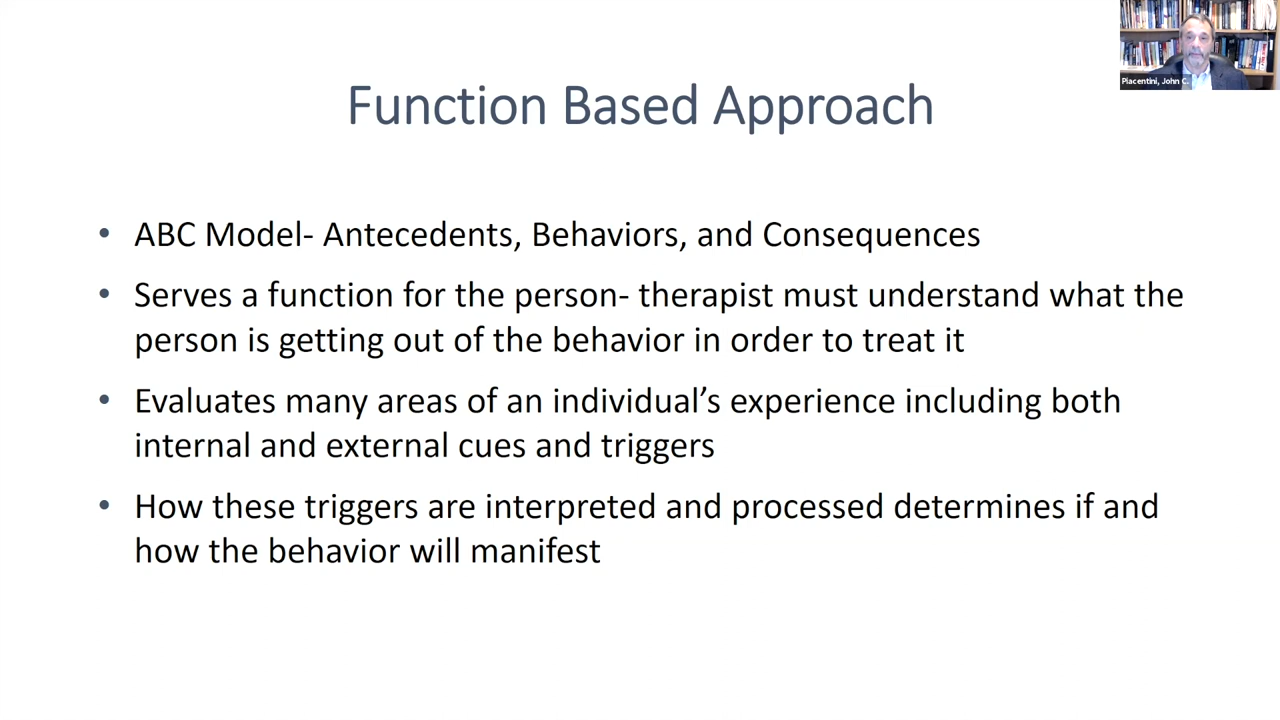 Piacentini, John C.
Function Based Approach
• ABC Model- Antecedents, Behaviors, and Consequences
• Serves a function for the person- therapist must understand what the
person is getting out of the behavior in order to treat it
• Evaluates many areas of an individual’s experience including both
internal and external cues and triggers
• How these triggers are interpreted and processed determines if and
how the behavior will manifest